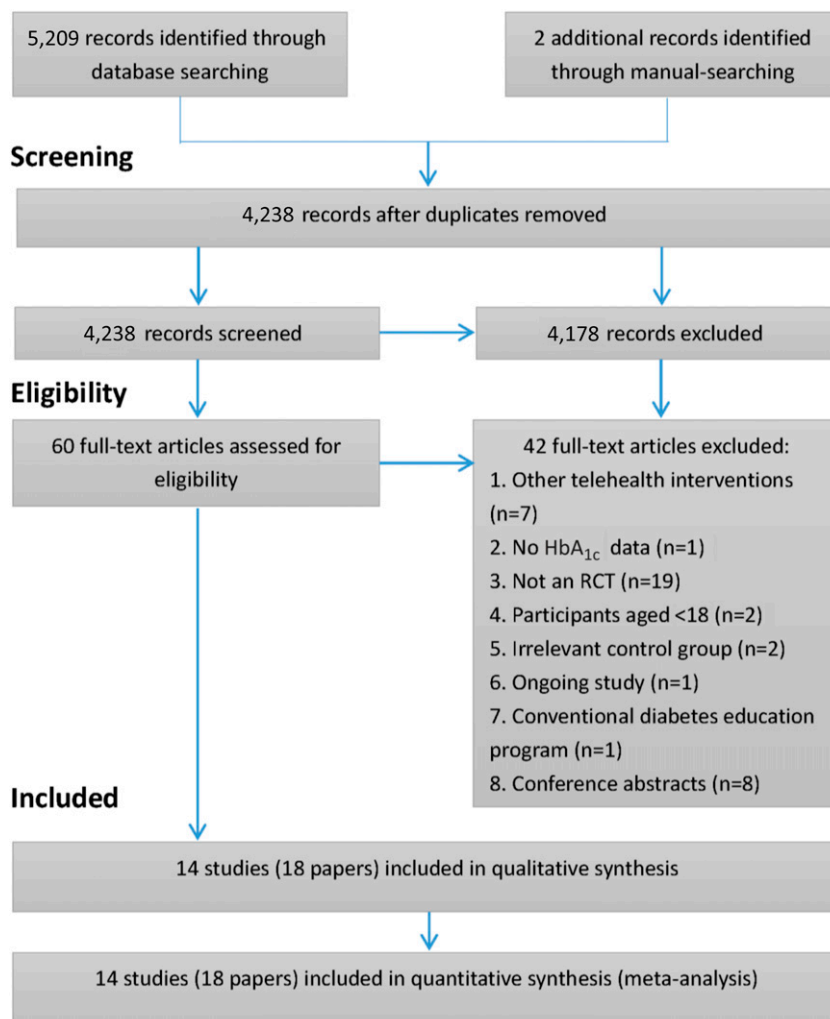 5,209 records identified through
database searching
2 additional records identified
through manual-searching
Screening
4,238 records after duplicates removed
4,238 records screened
4,178 records excluded
Eligibility
60 full-text articles assessed for
eligibility
42 full-text articles excluded:
1. Other telehealth interventions
(n=7)
2. No HbA1c data (n=1)
3. Not an RCT (n=19)
4. Participants aged <18 (n=2)
5. Irrelevant control group (n=2)
6. Ongoing study (n=1)
7. Conventional diabetes education
program (n=1)
8. Conference abstracts (n=8)
Included
14 studies (18 papers) included in qualitative synthesis
14 studies (18 papers) included in quantitative synthesis (meta-analysis)